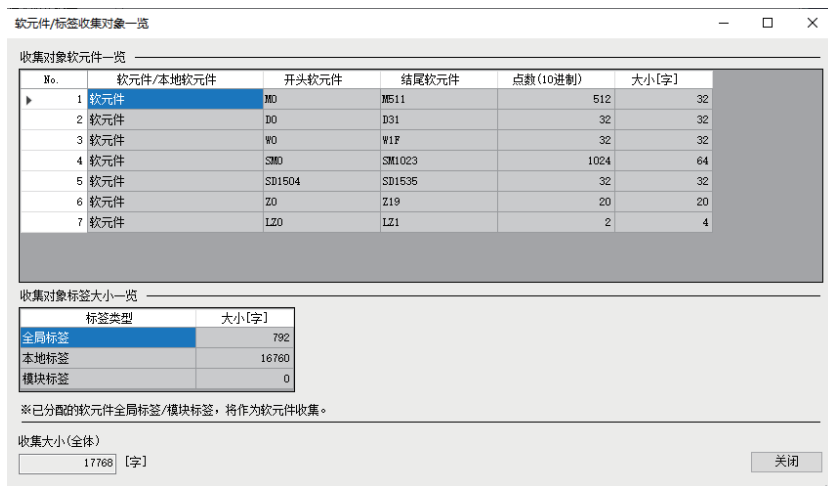 软元件/标签收集对象一览
收集对象软元件一览
No. 软元件/本地软元件 开头软元件 结尾软元件 点数(10进制) 大小[字]
1 软元件 M0 M511 512 32
2 软元件 D0 D31 32 32
3 软元件 W0 W1F 32 32
4 软元件 SM0 SM1023 1024 64
5 软元件 SD1504 SD1535 32 32
6 软元件 Z0 Z19 20 20
7 软元件 LZ0 LZ1 2 4
收集对象标签大小一览
标签类型 大小[字]
全局标签 792
本地标签 16760
模块标签 0
※已分配的软元件全局标签/模块标签，将作为软元件收集。
收集大小(全体)
17768 [字]
关闭